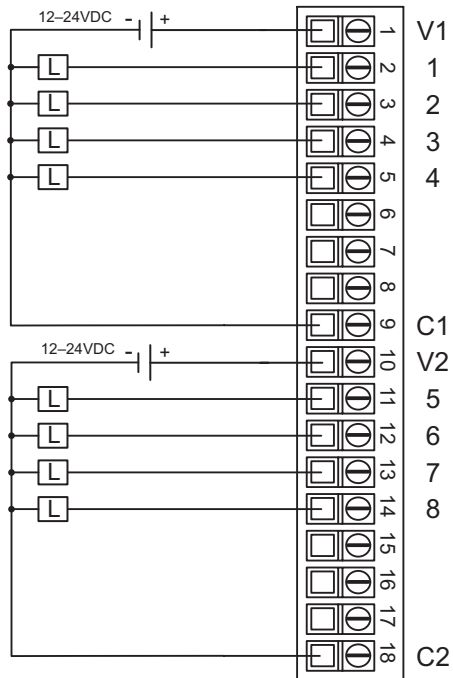 12–24VDC - + 1 V1
L 2 1
L 3 2
L 4 3
L 5 4
6
7
8
9 C1
12–24VDC - + 10 V2
L 11 5
L 12 6
L 13 7
L 14 8
15
16
17
18 C2